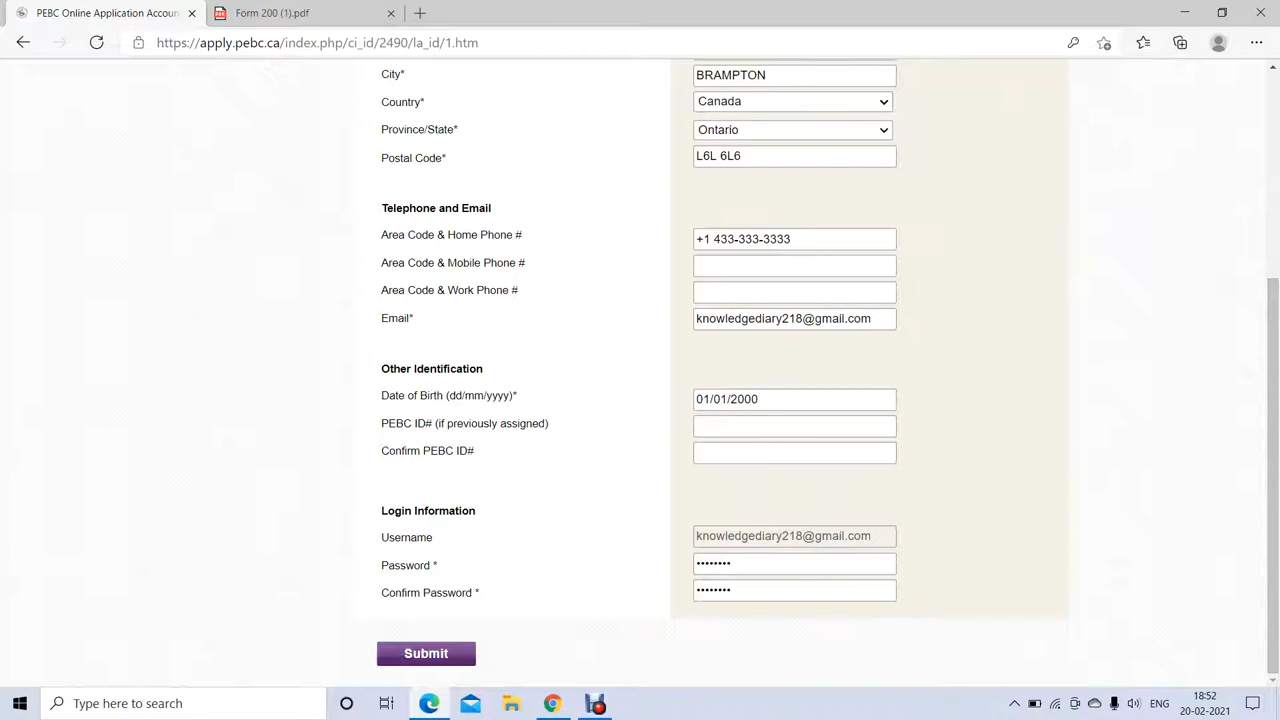 PEBC Online Application Accoun
Form 200 (1).pdf
https://apply.pebc.ca/index.php/ci_id/2490/la_id/1.htm
City* BRAMPTON
Country* Canada
Province/State* Ontario
Postal Code* L6L 6L6
Telephone and Email
Area Code & Home Phone # +1 433-333-3333
Area Code & Mobile Phone #
Area Code & Work Phone #
Email* knowledgediary218@gmail.com
Other Identification
Date of Birth (dd/mm/yyyy)* 01/01/2000
PEBC ID# (if previously assigned)
Confirm PEBC ID#
Login Information
Username knowledgediary218@gmail.com
Password * ••••••••
Confirm Password * ••••••••
Submit
Type here to search
ENG
18:52
20-02-2021